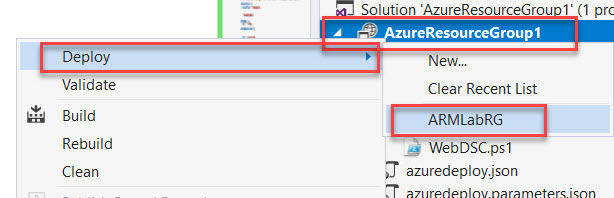 Solution 'AzureResourceGroup1' (1 pro
AzureResourceGroup1
Deploy
Validate
Build
Rebuild
Clean
New...
Clear Recent List
ARMLabRG
WebDSC.ps1
azuredeploy.json
azuredeploy.parameters.json